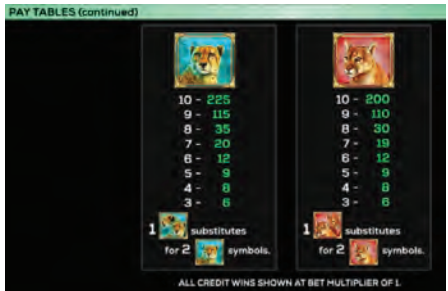 PAY TABLES (continued)
10 - 225
9 - 115
8 - 35
7 - 20
6 - 12
5 - 9
4 - 8
3 - 6
1 substitutes
for 2 symbols.
10 - 200
9 - 110
8 - 30
7 - 19
6 - 12
5 - 9
4 - 8
3 - 6
1 substitutes
for 2 symbols.
ALL CREDIT WINS SHOWN AT BET MULTIPLIER OF 1.